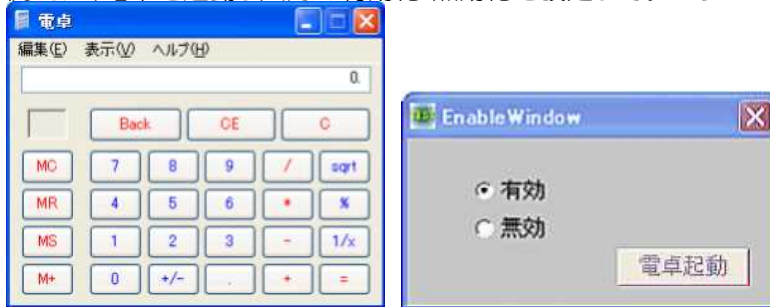 電卓
編集(E) 表示(V) ヘルプ(H)
0.
Back CE C
MC 7 8 9 / sqrt
MR 4 5 6 * %
MS 1 2 3 - 1/x
M+ 0 +/- . + =
EnableWindow
有効
無効
電卓起動